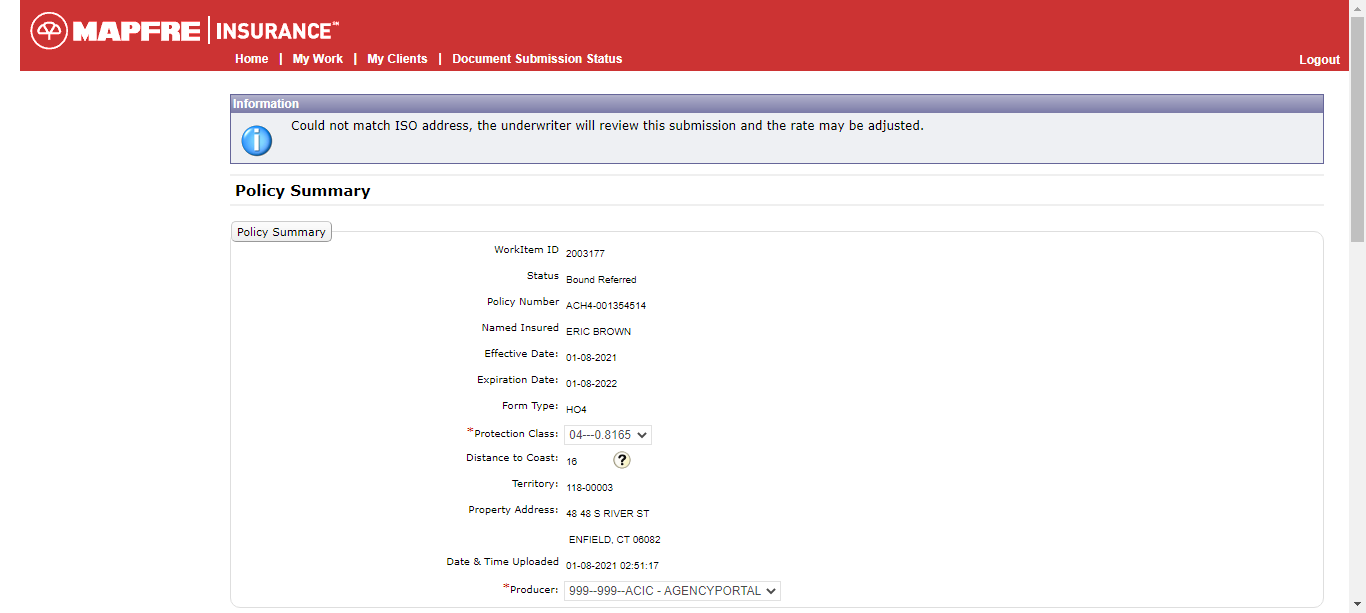 MAPFRE | INSURANCE℠
Home | My Work | My Clients | Document Submission Status
Logout
Information
Could not match ISO address, the underwriter will review this submission and the rate may be adjusted.
Policy Summary
Policy Summary
WorkItem ID 2003177
Status Bound Referred
Policy Number ACH4-001354514
Named Insured ERIC BROWN
Effective Date: 01-08-2021
Expiration Date: 01-08-2022
Form Type: HO4
*Protection Class: 04---0.8165
Distance to Coast: 16 ?
Territory: 118-00003
Property Address: 48 48 S RIVER ST
ENFIELD, CT 06082
Date & Time Uploaded 01-08-2021 02:51:17
*Producer: 999--999--ACIC - AGENCYPORTAL